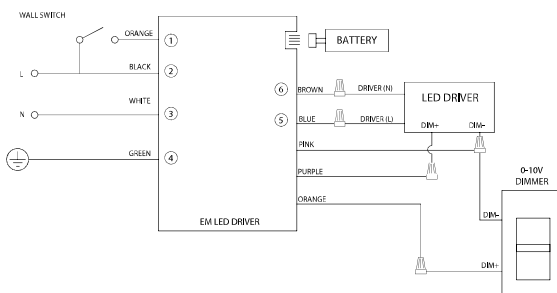 WALL SWITCH
ORANGE
1
BATTERY
L
BLACK
2
6
BROWN
DRIVER (N)
LED DRIVER
N
WHITE
3
5
BLUE
DRIVER (L)
DIM+
DIM-
PINK
GREEN
4
PURPLE
0-10V
DIMMER
ORANGE
DIM-
EM LED DRIVER
DIM+